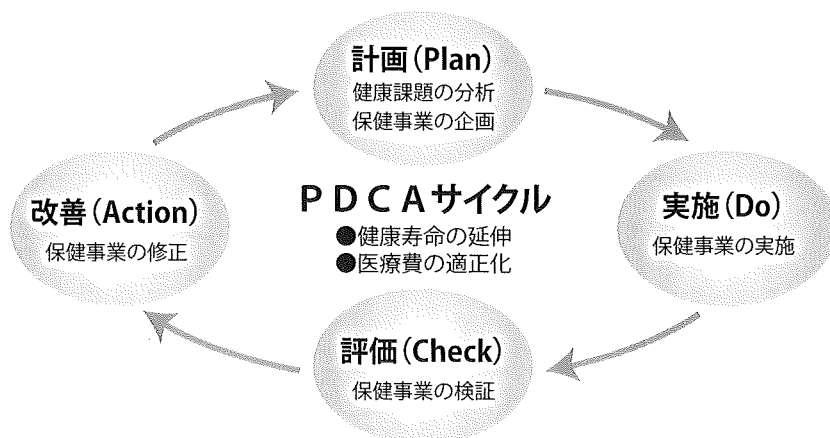 計画(Plan)
健康課題の分析
保健事業の企画
PDCAサイクル
●健康寿命の延伸
●医療費の適正化
実施(Do)
保健事業の実施
評価(Check)
保健事業の検証
改善(Action)
保健事業の修正